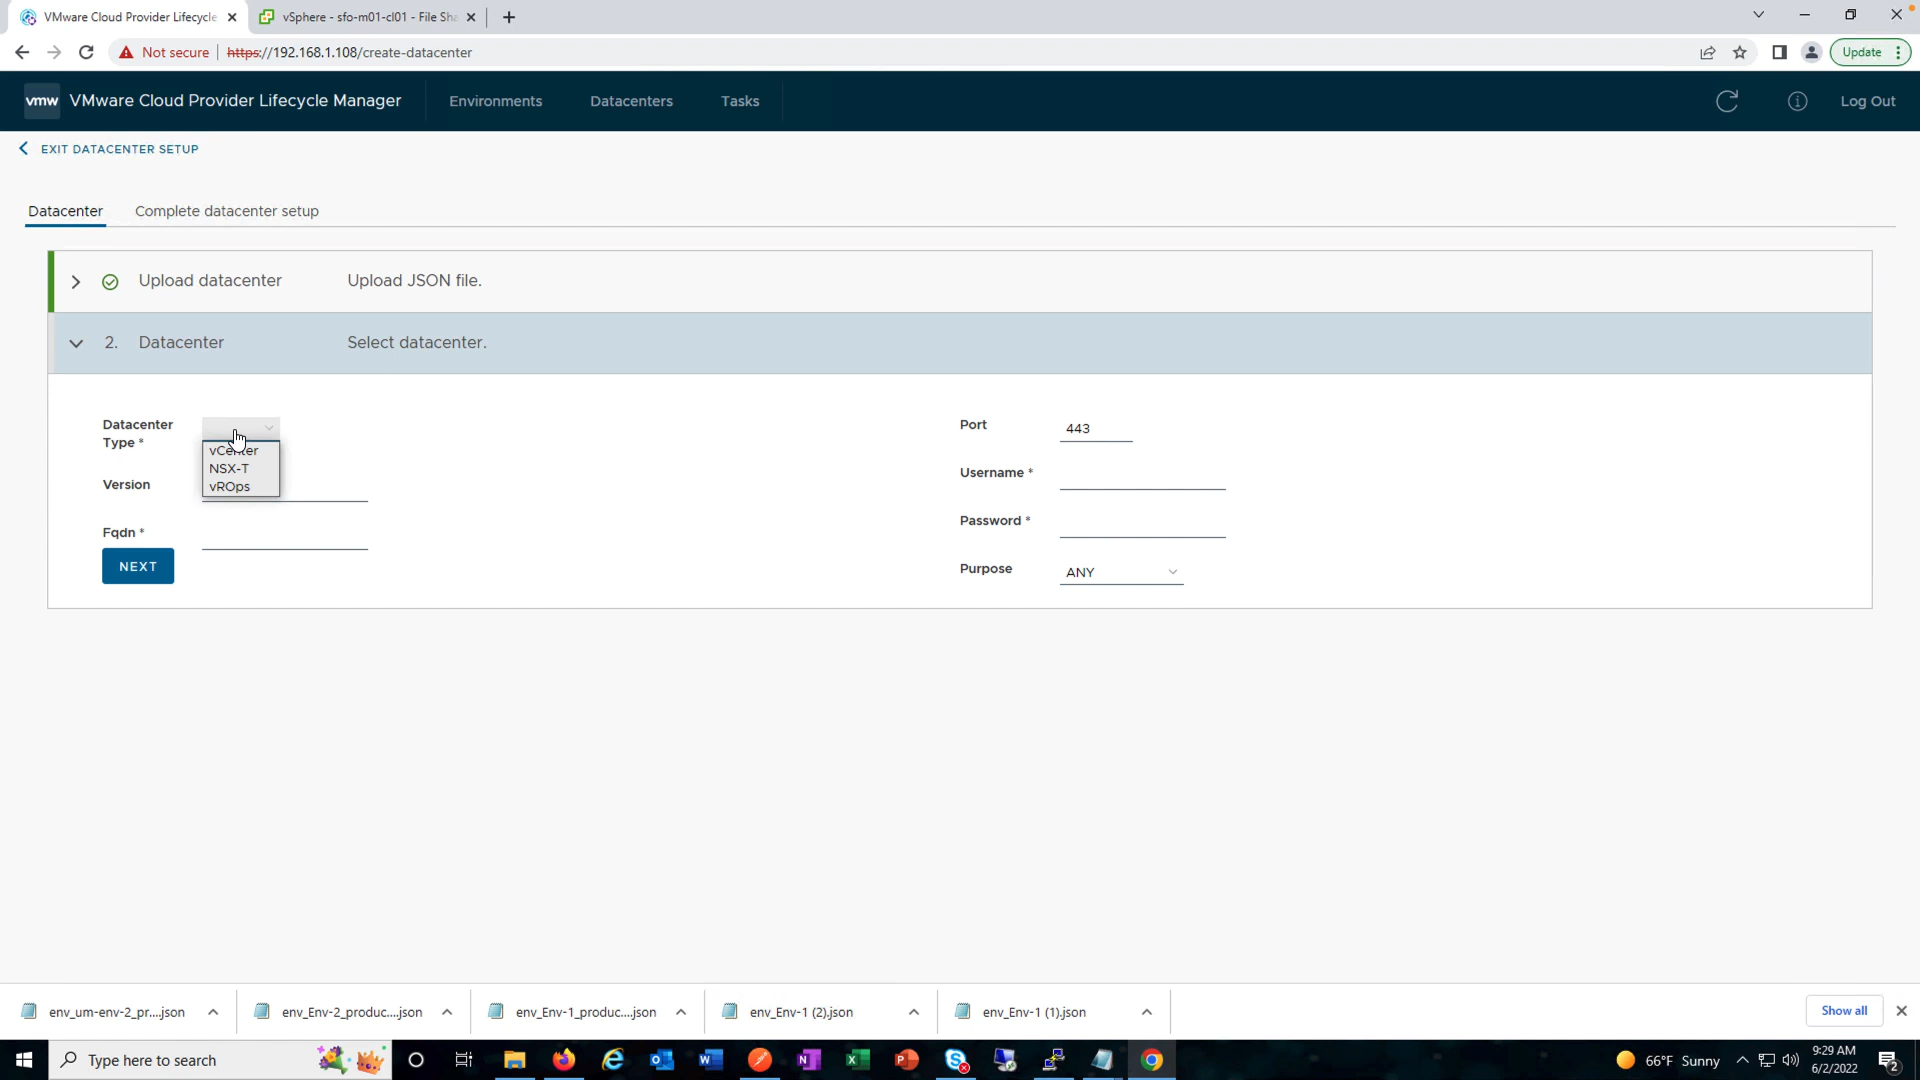 VMware Cloud Provider Lifecycle
vSphere - sfo-m01-cl01 - File Sha
Not secure
https://192.168.1.108/create-datacenter
Update
vmw VMware Cloud Provider Lifecycle Manager
Environments
Datacenters
Tasks
Log Out
EXIT DATACENTER SETUP
Datacenter
Complete datacenter setup
Upload datacenter
Upload JSON file.
2. Datacenter
Select datacenter.
Datacenter Type *
vCenter
NSX-T
vROps
Version
Fqdn *
NEXT
Port
443
Username *
Password *
Purpose
ANY
env_um-env-2_pr....json
env_Env-2_produc....json
env_Env-1_produc....json
env_Env-1 (2).json
env_Env-1 (1).json
Show all
Type here to search
66°F Sunny
9:29 AM
6/2/2022
2